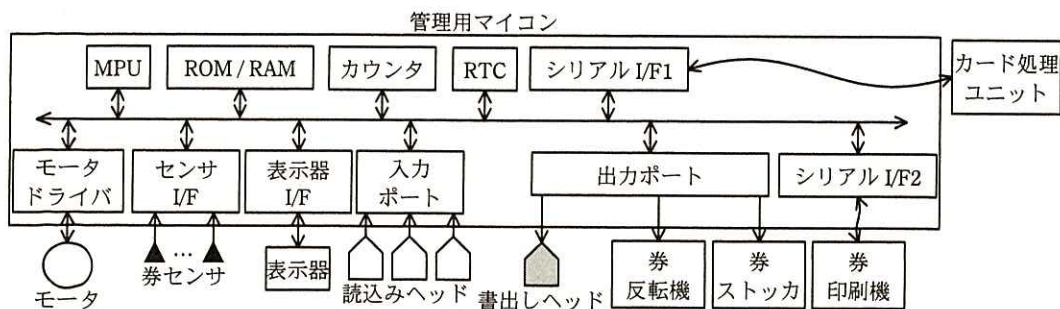 管理用マイコン
MPU
ROM/RAM
カウンタ
RTC
シリアル I/F1
カード処理
ユニット
モータ
ドライバ
センサ
I/F
表示器
I/F
入力
ポート
出力ポート
シリアル I/F2
モータ
…
券センサ
表示器
読込みヘッド
書出しヘッド
券
反転機
券
ストッカ
券
印刷機